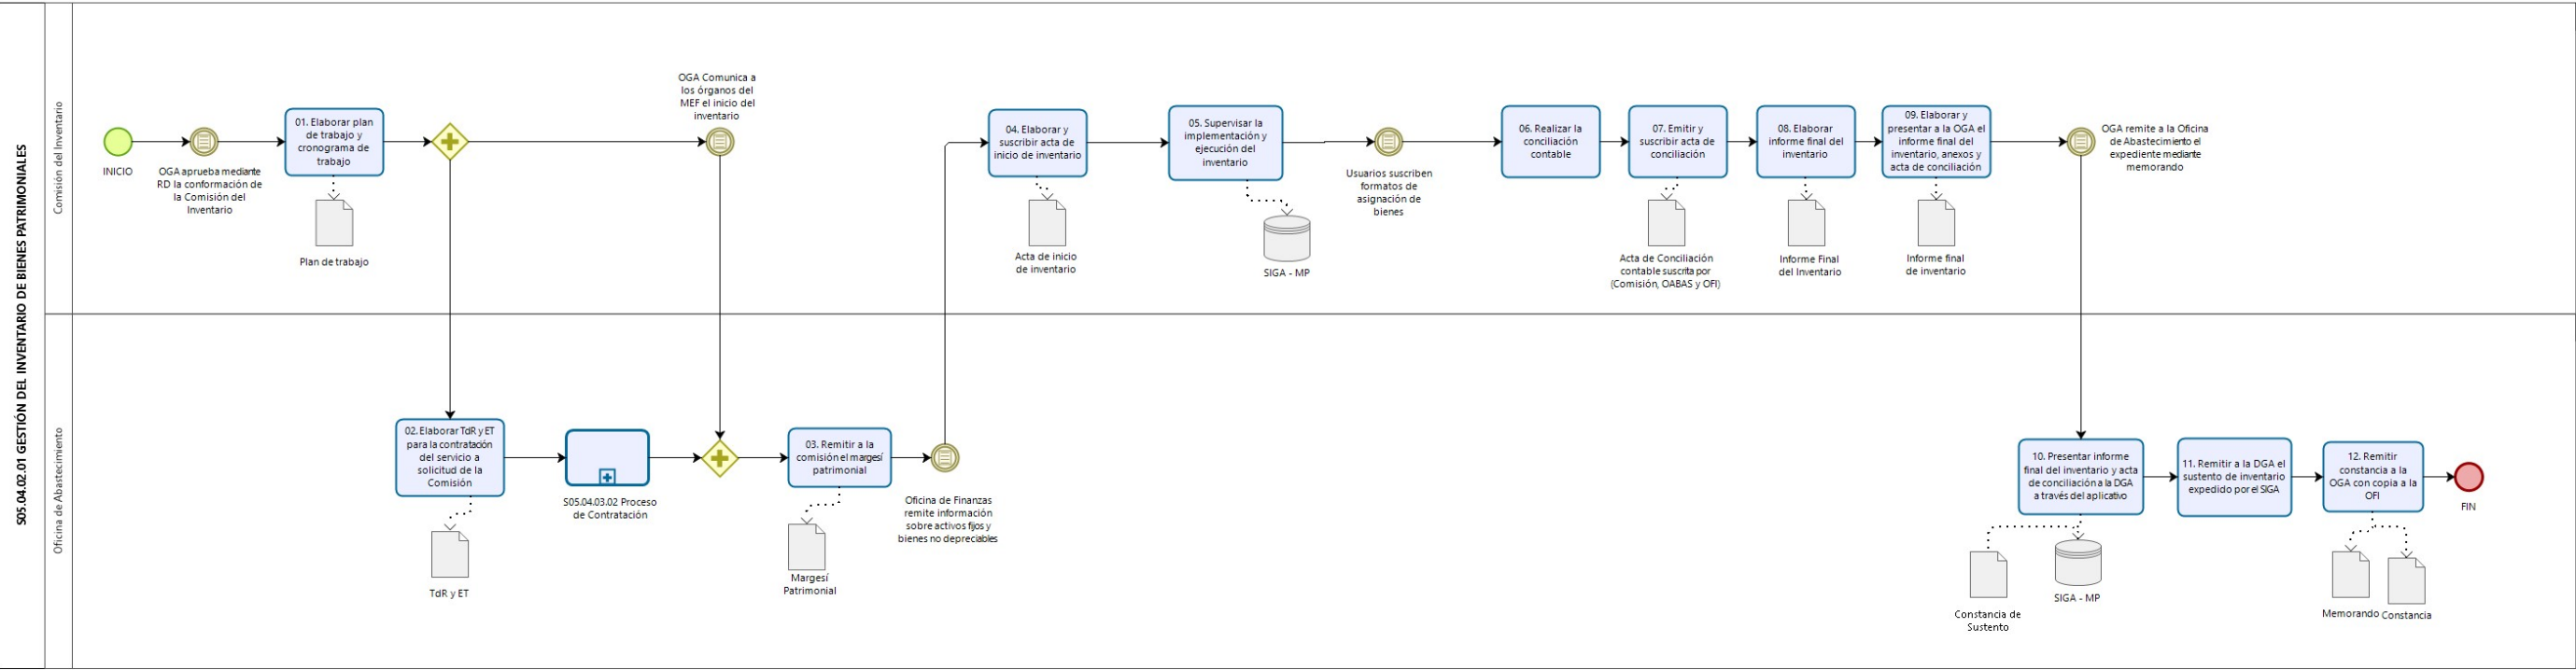 S05.04.02.01 GESTIÓN DEL INVENTARIO DE BIENES PATRIMONIALES
Comisión del Inventario
INICIO
OGA aprueba mediante
RD la conformación de
la Comisión del
Inventario
01. Elaborar plan
de trabajo y
cronograma de
trabajo
Plan de trabajo
OGA Comunica a
los órganos del
MEF el inicio del
inventario
04. Elaborar y
suscribir acta de
inicio de inventario
Acta de inicio
de inventario
05. Supervisar la
implementación y
ejecución del
inventario
SIGA - MP
Usuarios suscriben
formatos de
asignación de
bienes
06. Realizar la
conciliación
contable
07. Emitir y
suscribir acta de
conciliación
Acta de Conciliación
contable suscrita por
(Comisión, OABAS y OFI)
08. Elaborar
informe final del
inventario
Informe Final
del Inventario
09. Elaborar y
presentar a la OGA el
informe final del
inventario, anexos y
acta de conciliación
Informe final
de inventario
OGA remite a la Oficina
de Abastecimiento el
expediente mediante
memorando
Oficina de Abastecimiento
02. Elaborar TdR y ET
para la contratación
del servicio a
solicitud de la
Comisión
TdR y ET
S05.04.03.02 Proceso
de Contratación
03. Remitir a la
comisión el margesí
patrimonial
Margesí
Patrimonial
Oficina de Finanzas
remite información
sobre activos fijos y
bienes no depreciables
10. Presentar informe
final del inventario y acta
de conciliación a la DGA
a través del aplicativo
Constancia de
Sustento
SIGA - MP
11. Remitir a la DGA el
sustento de inventario
expedido por el SIGA
12. Remitir
constancia a la
OGA con copia a la
OFI
Memorando
Constancia
FIN